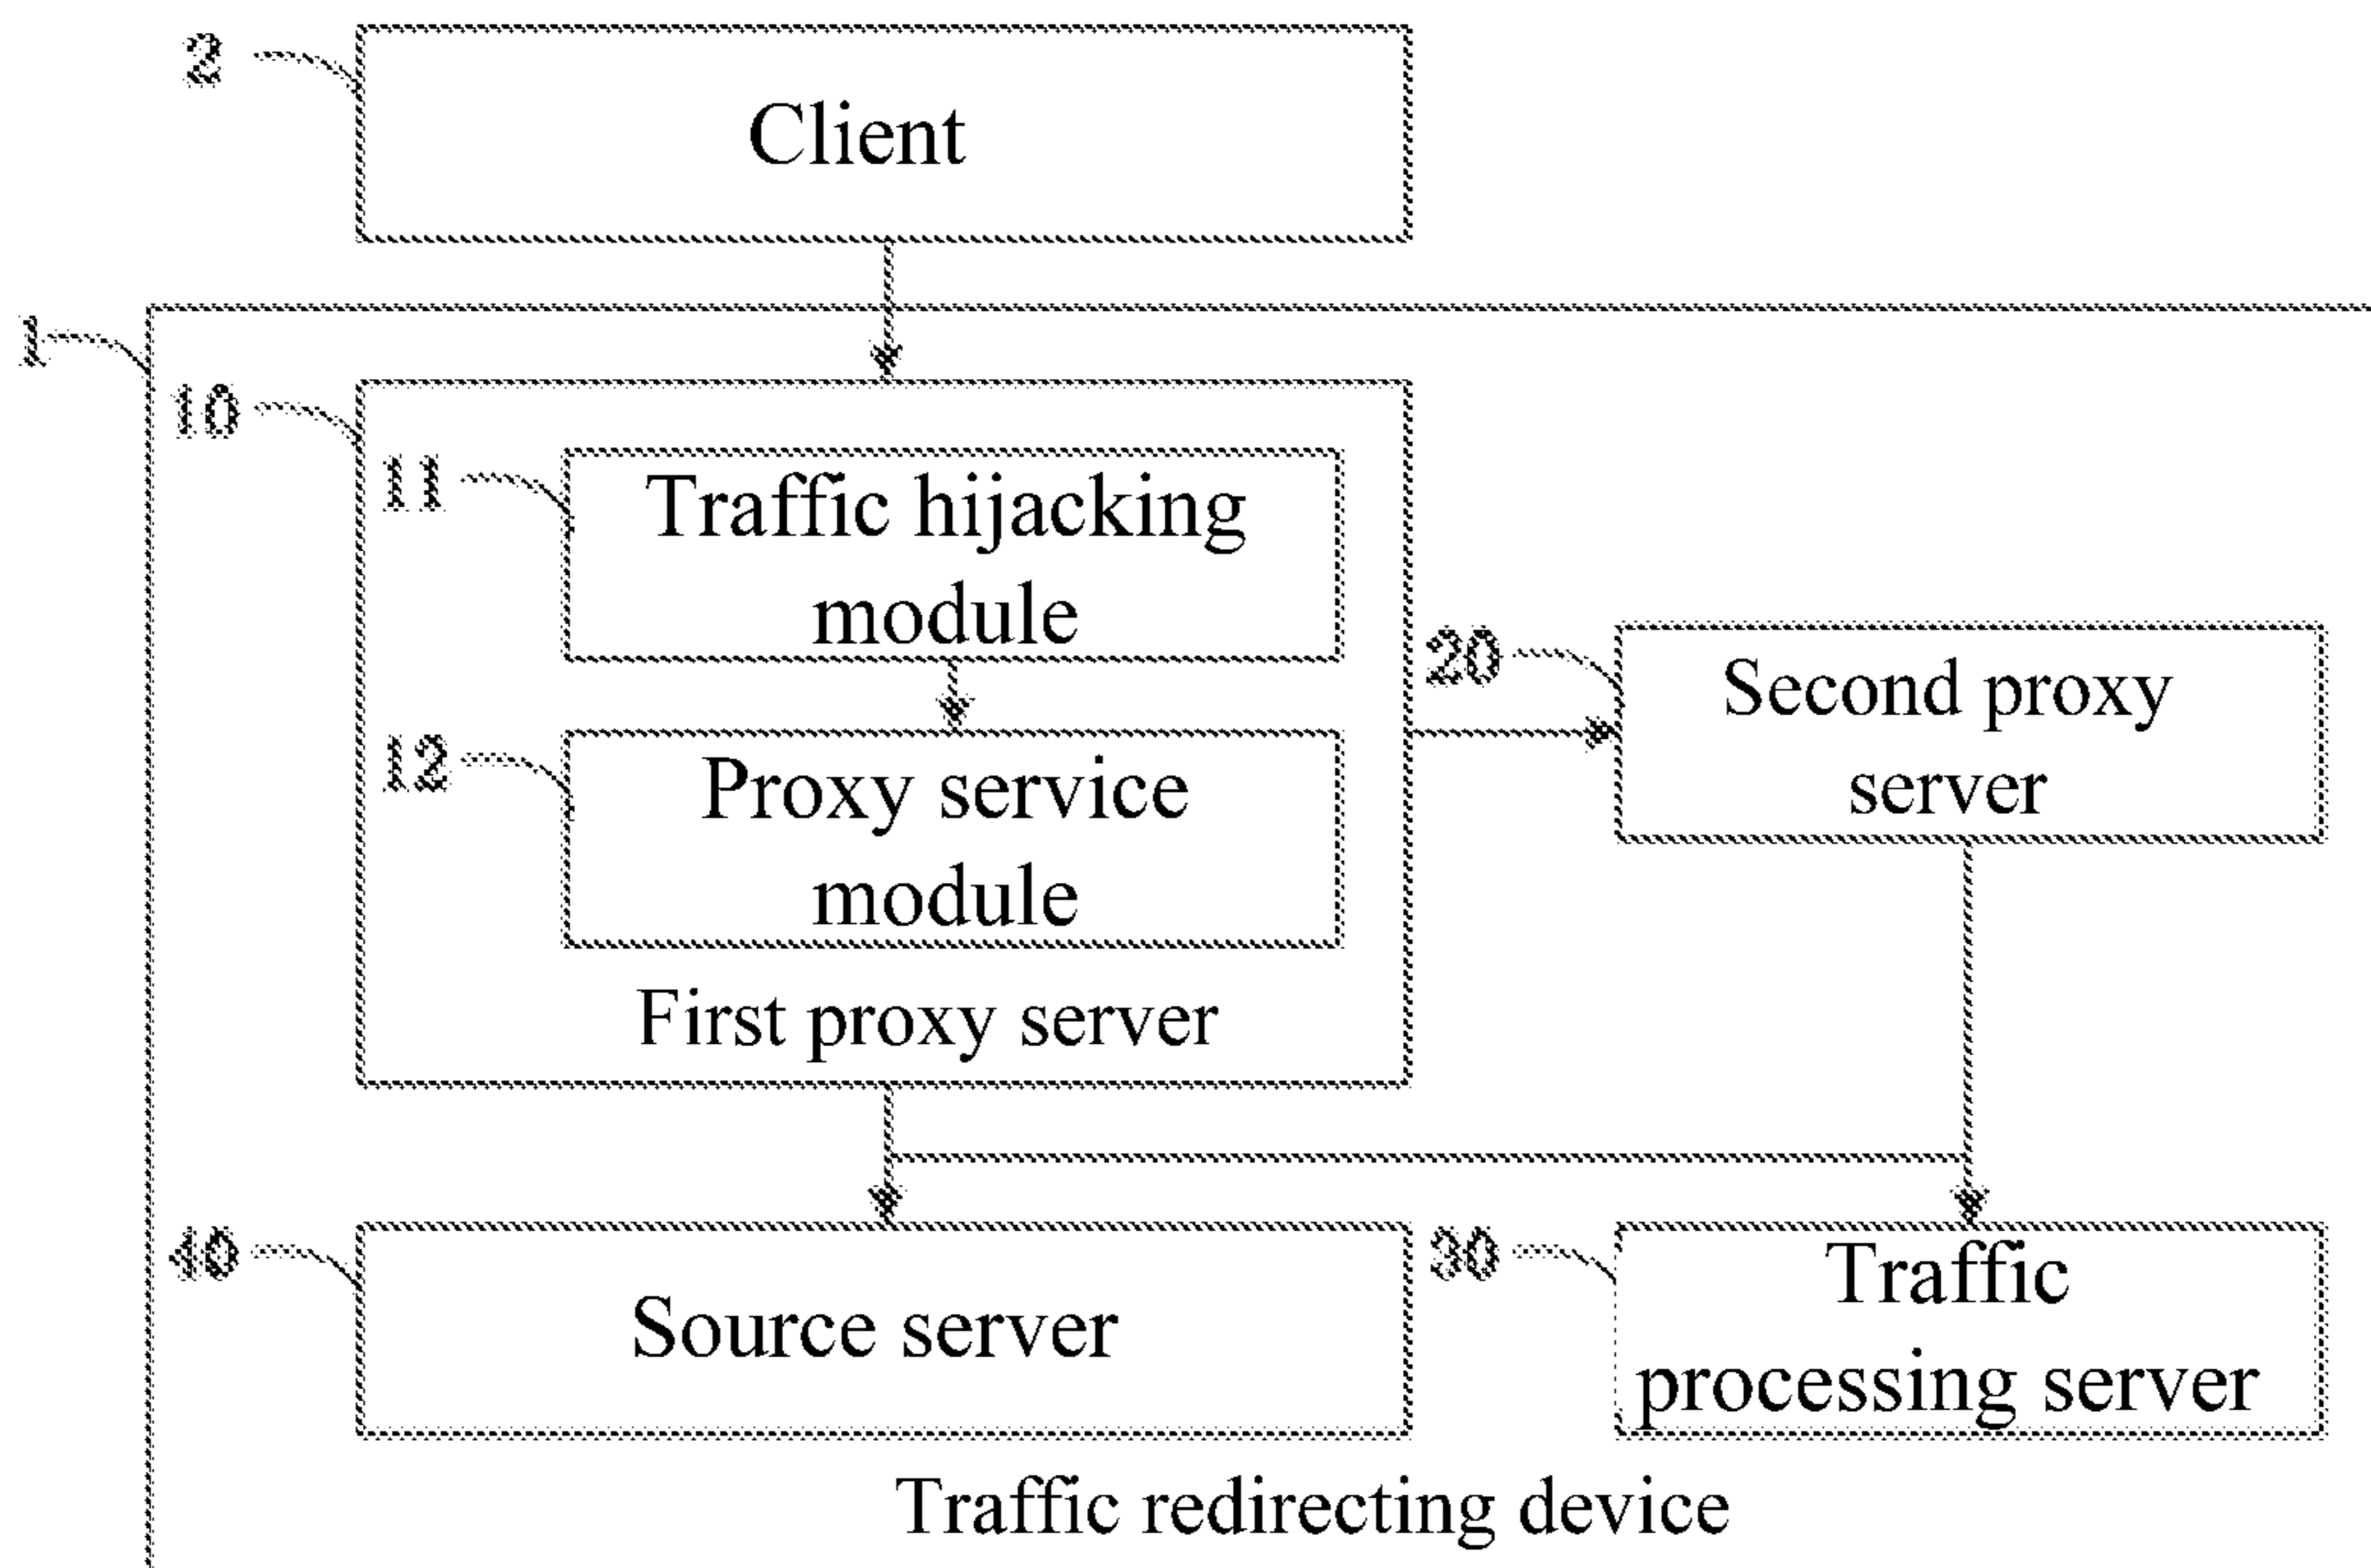 2
Client
1
10
11
Traffic hijacking
module
12
Proxy service
module
First proxy server
20
Second proxy
server
40
Source server
30
Traffic
processing server
Traffic redirecting device